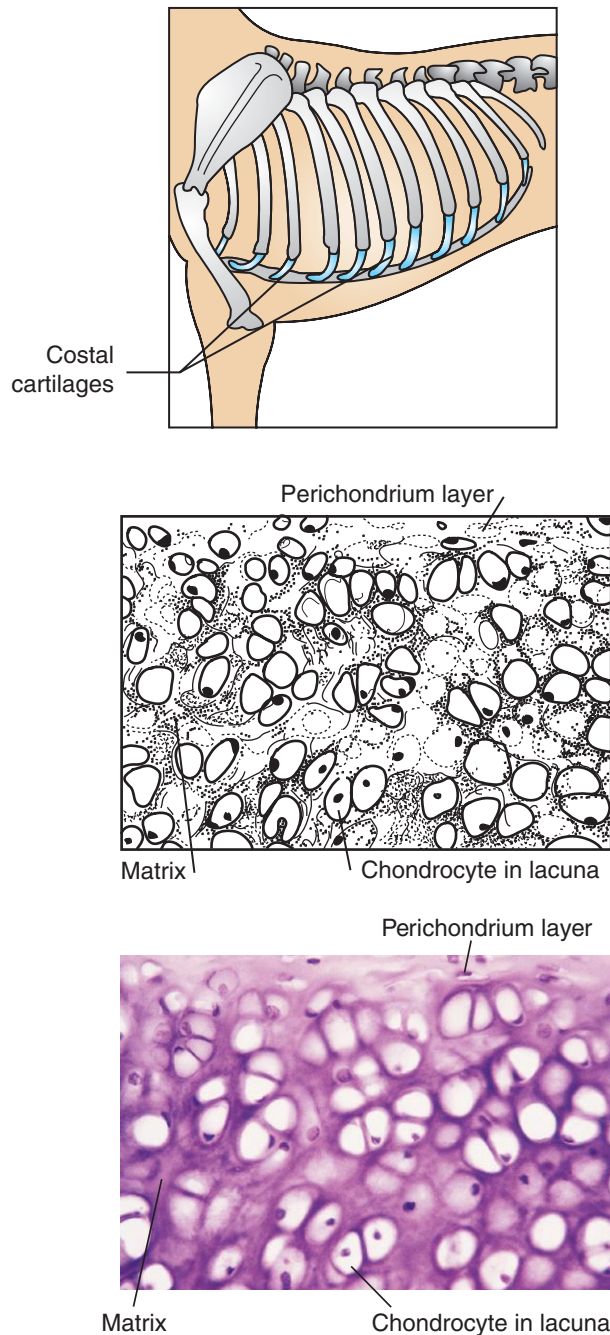 Costal
cartilages
Perichondrium layer
Matrix
Chondrocyte in lacuna
Perichondrium layer
Matrix
Chondrocyte in lacuna